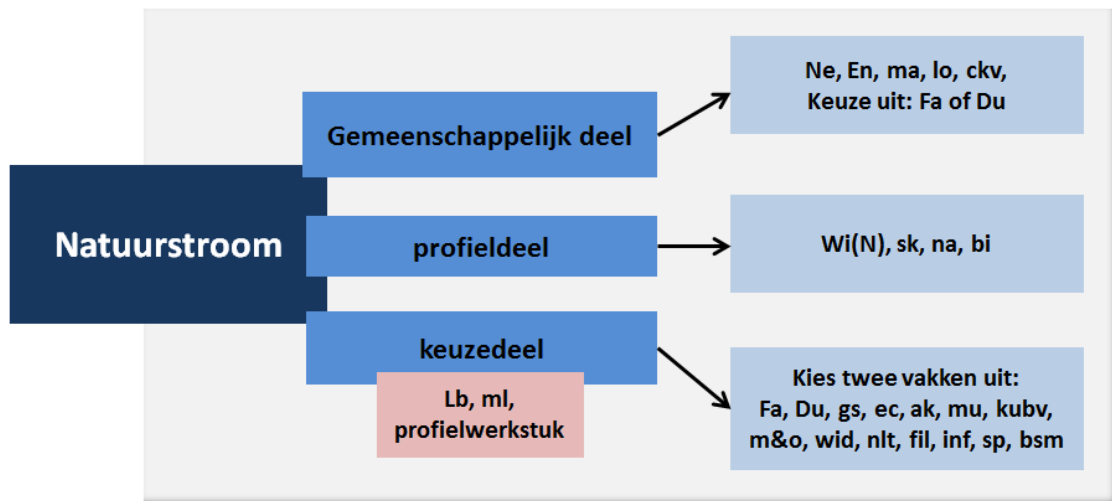 Natuurstroom
Gemeenschappelijk deel
Ne, En, ma, lo, ckv,
Keuze uit: Fa of Du
profieldeel
Wi(N), sk, na, bi
keuzedeel
Lb, ml,
profielwerkstuk
Kies twee vakken uit:
Fa, Du, gs, ec, ak, mu, kubv,
m&o, wid, nlt, fil, inf, sp, bsm